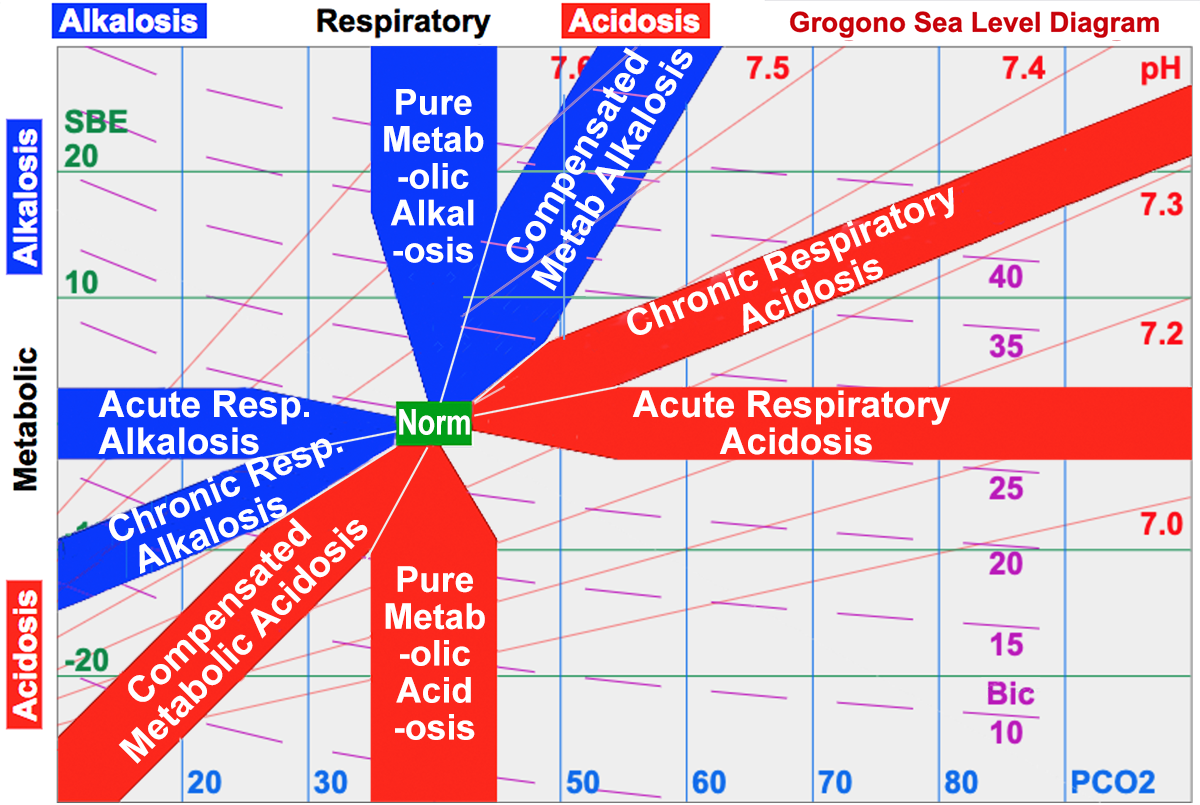 Alkalosis
Respiratory
Acidosis
Grogono Sea Level Diagram
7.6
7.5
7.4
pH
7.3
7.2
7.0
Alkalosis
Metabolic
Acidosis
SBE
20
10
-20
Pure
Metab
-olic
Alkal
-osis
Compensated
Metab Alkalosis
Chronic Respiratory
Acidosis
Acute Resp.
Alkalosis
Norm
Acute Respiratory
Acidosis
Chronic Resp.
Alkalosis
Compensated
Metabolic Acidosis
Pure
Metab
-olic
Acid
-osis
40
35
25
20
15
Bic
10
20
30
50
60
70
80
PCO2